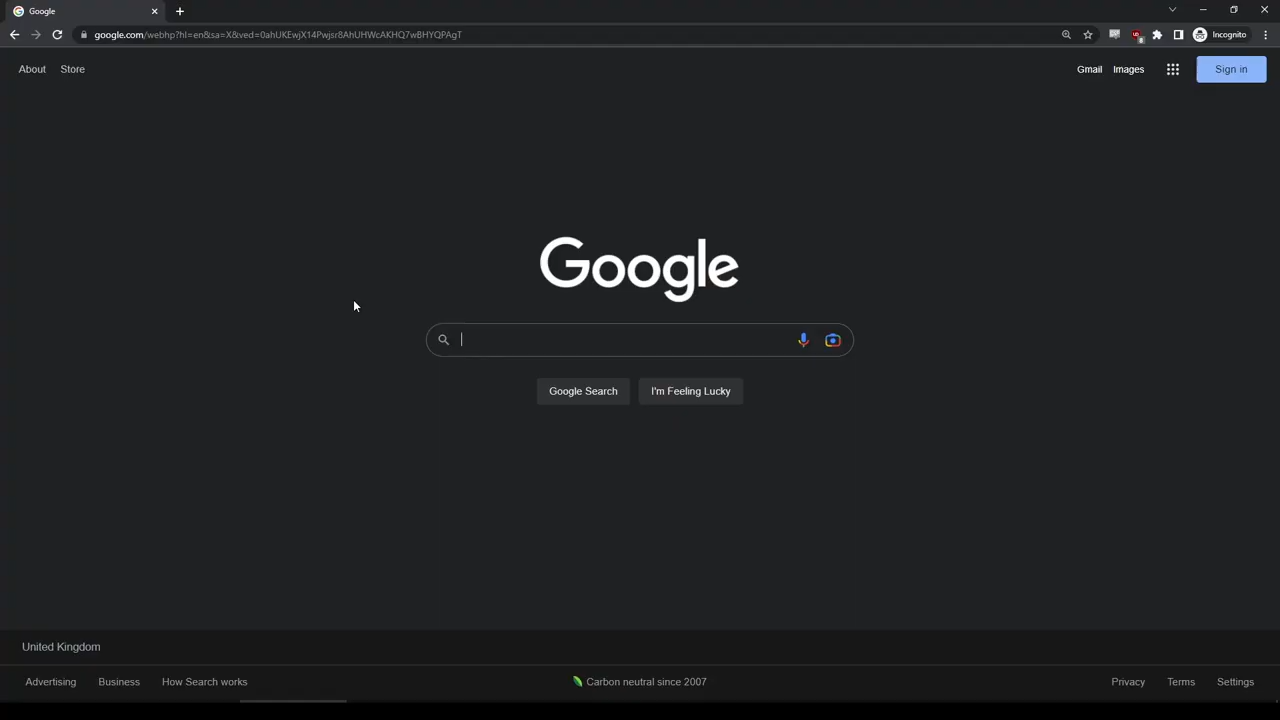 Google
google.com/webhp?hl=en&sa=X&ved=0ahUKEwjX14Pwjsr8AhUHWcAKHQ7wBHYQPAgT
Incognito
About Store
Gmail Images Sign in
Google
Google Search I'm Feeling Lucky
United Kingdom
Advertising Business How Search works Carbon neutral since 2007 Privacy Terms Settings